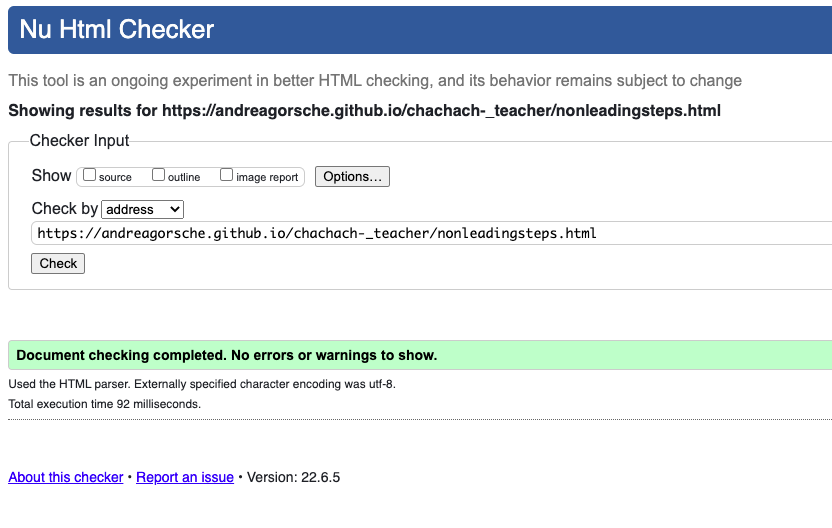 Nu Html Checker
This tool is an ongoing experiment in better HTML checking, and its behavior remains subject to change
Showing results for https://andreagorsche.github.io/chachach-_teacher/nonleadingsteps.html
Checker Input
Show source outline image report Options...
Check by address
https://andreagorsche.github.io/chachach-_teacher/nonleadingsteps.html
Check
Document checking completed. No errors or warnings to show.
Used the HTML parser. Externally specified character encoding was utf-8.
Total execution time 92 milliseconds.
About this checker • Report an issue • Version: 22.6.5